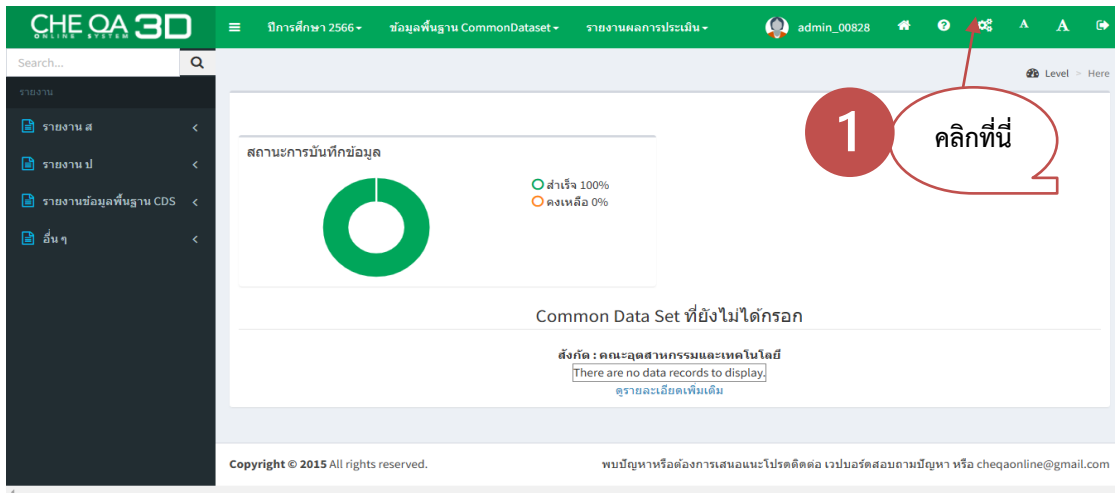 CHE QA 3D
ONLINE SYSTEM
ปีการศึกษา 2566
ข้อมูลพื้นฐาน CommonDataset
รายงานผลการประเมิน
admin_00828
A
A
Search...
Level > Here
รายงาน
รายงาน ส
รายงาน ป
รายงานข้อมูลพื้นฐาน CDS
อื่น ๆ
1
คลิกที่นี่
สถานะการบันทึกข้อมูล
สำเร็จ 100%
คงเหลือ 0%
Common Data Set ที่ยังไม่ได้กรอก
สังกัด : คณะอุตสาหกรรมและเทคโนโลยี
There are no data records to display.
ดูรายละเอียดเพิ่มเติม
Copyright © 2015 All rights reserved.
พบปัญหาหรือต้องการเสนอแนะโปรดติดต่อ เวปบอร์ดสอบถามปัญหา หรือ cheqaonline@gmail.com